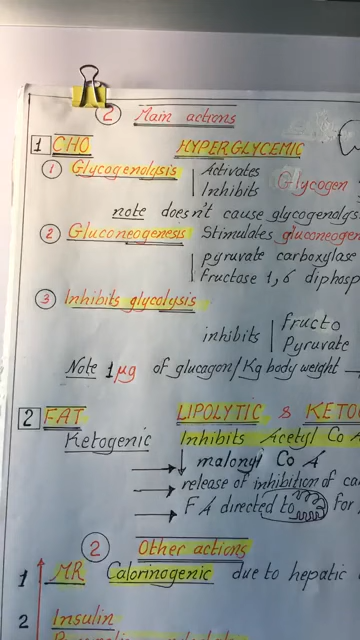 2 Main actions
1 CHO HYPERGLYCEMIC
1 Glycogenolysis Activates
Inhibits Glycogen
note doesn't cause glycogenolys
2 Gluconeogenesis Stimulates gluconeogen
pyruvate carboxylase
fructose 1,6 diphosp
3 Inhibits glycolysis
inhibits fructo
Pyruvate
Note 1 µg of glucagon/Kg body weight
2 FAT LIPOLYTIC & KETO
Ketogenic Inhibits Acetyl Co A
↓ malonyl Co A
→ release of inhibition of ca
→ FA directed to for
2 Other actions
1 ↑ MR Calorinogenic due to hepatic
2 Insulin